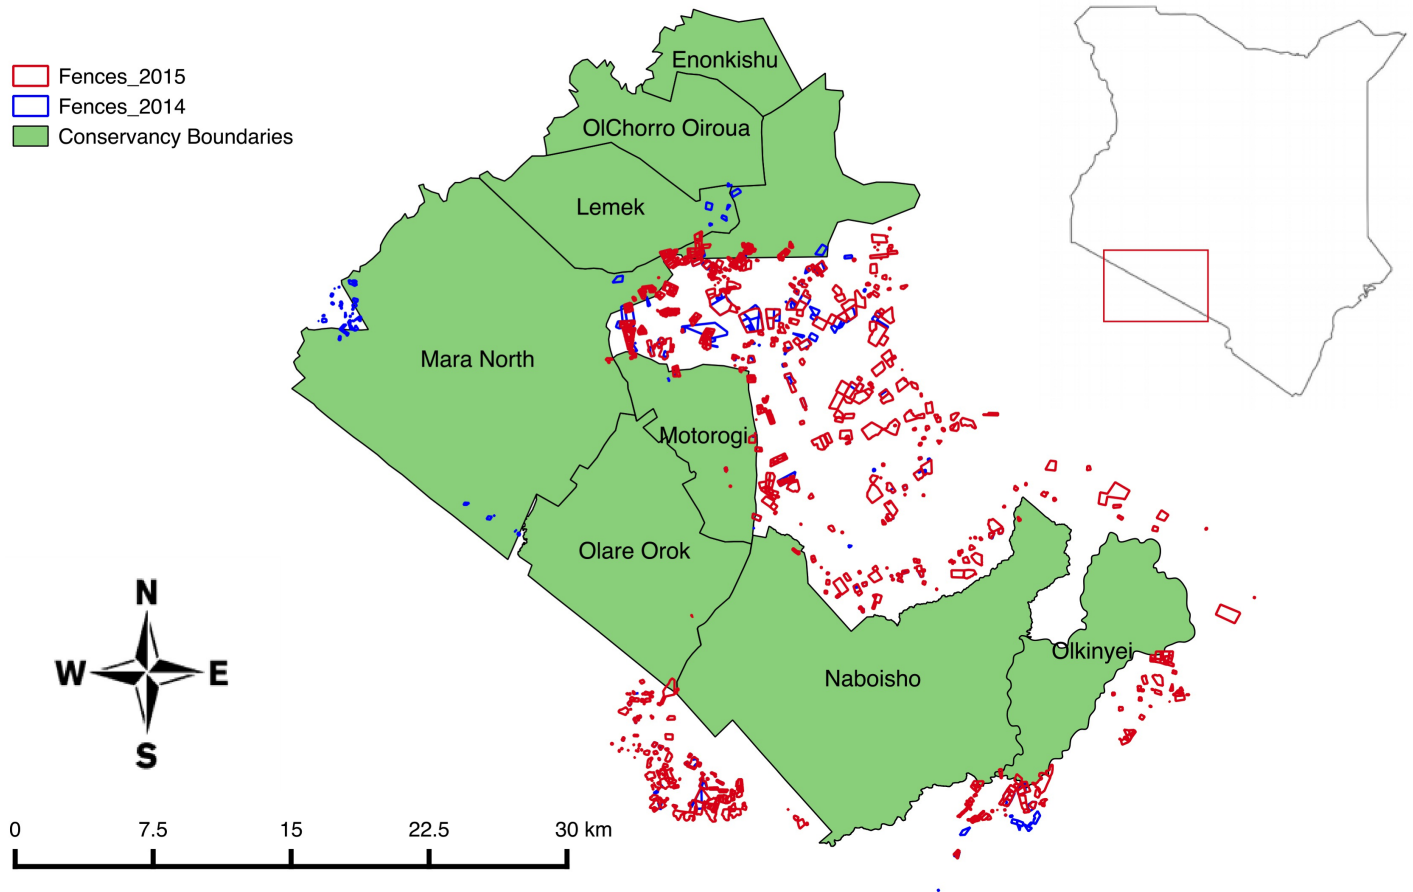 Enonkishu
Fences_2015
Fences_2014
OlChorro Oiroua
Conservancy Boundaries
Lemek
Mara North
Motorogi
Olare Orok
N
Olkinyei
W E
Naboisho
S
0 7.5 15 22.5 30 km